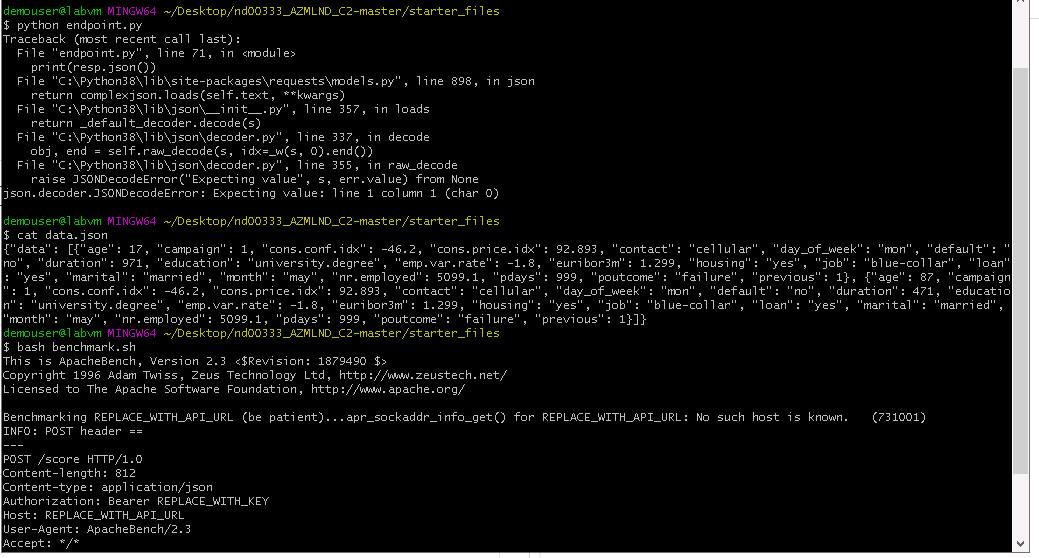 demouser@labvm MINGW64 ~/Desktop/nd00333_AZMLND_C2-master/starter_files
$ python endpoint.py
Traceback (most recent call last):
  File "endpoint.py", line 71, in <module>
    print(resp.json())
  File "C:\Python38\lib\site-packages\requests\models.py", line 898, in json
    return complexjson.loads(self.text, **kwargs)
  File "C:\Python38\lib\json\__init__.py", line 357, in loads
    return _default_decoder.decode(s)
  File "C:\Python38\lib\json\decoder.py", line 337, in decode
    obj, end = self.raw_decode(s, idx=_w(s, 0).end())
  File "C:\Python38\lib\json\decoder.py", line 355, in raw_decode
    raise JSONDecodeError("Expecting value", s, err.value) from None
json.decoder.JSONDecodeError: Expecting value: line 1 column 1 (char 0)
demouser@labvm MINGW64 ~/Desktop/nd00333_AZMLND_C2-master/starter_files
$ cat data.json
{"data": [{"age": 17, "campaign": 1, "cons.conf.idx": -46.2, "cons.price.idx": 92.893, "contact": "cellular", "day_of_week": "mon", "default": "
no", "duration": 971, "education": "university.degree", "emp.var.rate": -1.8, "euribor3m": 1.299, "housing": "yes", "job": "blue-collar", "loan"
: "yes", "marital": "married", "month": "may", "nr.employed": 5099.1, "pdays": 999, "poutcome": "failure", "previous": 1}, {"age": 87, "campaign
": 1, "cons.conf.idx": -46.2, "cons.price.idx": 92.893, "contact": "cellular", "day_of_week": "mon", "default": "no", "duration": 471, "educatio
n": "university.degree", "emp.var.rate": -1.8, "euribor3m": 1.299, "housing": "yes", "job": "blue-collar", "loan": "yes", "marital": "married",
"month": "may", "nr.employed": 5099.1, "pdays": 999, "poutcome": "failure", "previous": 1}]}
demouser@labvm MINGW64 ~/Desktop/nd00333_AZMLND_C2-master/starter_files
$ bash benchmark.sh
This is ApacheBench, Version 2.3 <$Revision: 1879490 $>
Copyright 1996 Adam Twiss, Zeus Technology Ltd, http://www.zeustech.net/
Licensed to The Apache Software Foundation, http://www.apache.org/
Benchmarking REPLACE_WITH_API_URL (be patient)...apr_sockaddr_info_get() for REPLACE_WITH_API_URL: No such host is known.   (731001)
INFO: POST header ==
---
POST /score HTTP/1.0
Content-length: 812
Content-type: application/json
Authorization: Bearer REPLACE_WITH_KEY
Host: REPLACE_WITH_API_URL
User-Agent: ApacheBench/2.3
Accept: */*